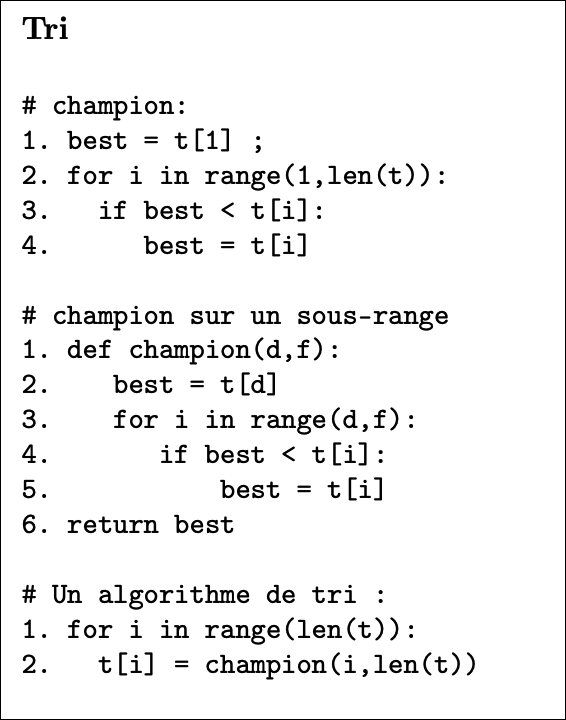 Tri
# champion:
1. best = t[1] ;
2. for i in range(1,len(t)):
3.   if best < t[i]:
4.      best = t[i]
# champion sur un sous-range
1. def champion(d,f):
2.    best = t[d]
3.    for i in range(d,f):
4.       if best < t[i]:
5.           best = t[i]
6. return best
# Un algorithme de tri :
1. for i in range(len(t)):
2.   t[i] = champion(i,len(t))